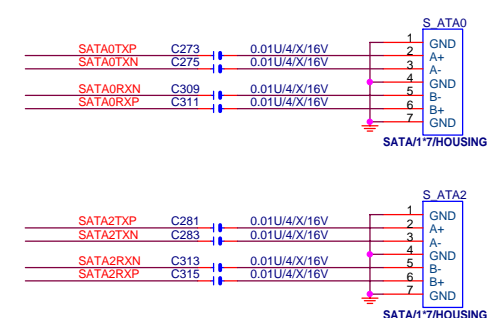 S_ATA0
1 GND
SATA0TXP C273 0.01U/4/X/16V 2 A+
SATA0TXN C275 0.01U/4/X/16V 3 A-
4 GND
SATA0RXN C309 0.01U/4/X/16V 5 B-
SATA0RXP C311 0.01U/4/X/16V 6 B+
7 GND
SATA/1*7/HOUSING
S_ATA2
1 GND
SATA2TXP C281 0.01U/4/X/16V 2 A+
SATA2TXN C283 0.01U/4/X/16V 3 A-
4 GND
SATA2RXN C313 0.01U/4/X/16V 5 B-
SATA2RXP C315 0.01U/4/X/16V 6 B+
7 GND
SATA/1*7/HOUSING